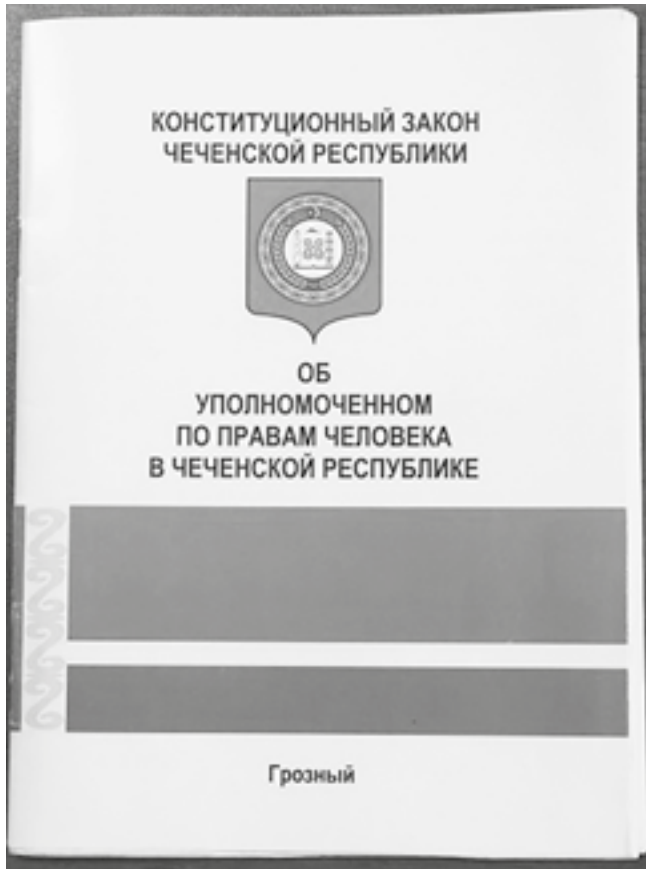 КОНСТИТУЦИОННЫЙ ЗАКОН
ЧЕЧЕНСКОЙ РЕСПУБЛИКИ
ОБ
УПОЛНОМОЧЕННОМ
ПО ПРАВАМ ЧЕЛОВЕКА
В ЧЕЧЕНСКОЙ РЕСПУБЛИКЕ
Грозный